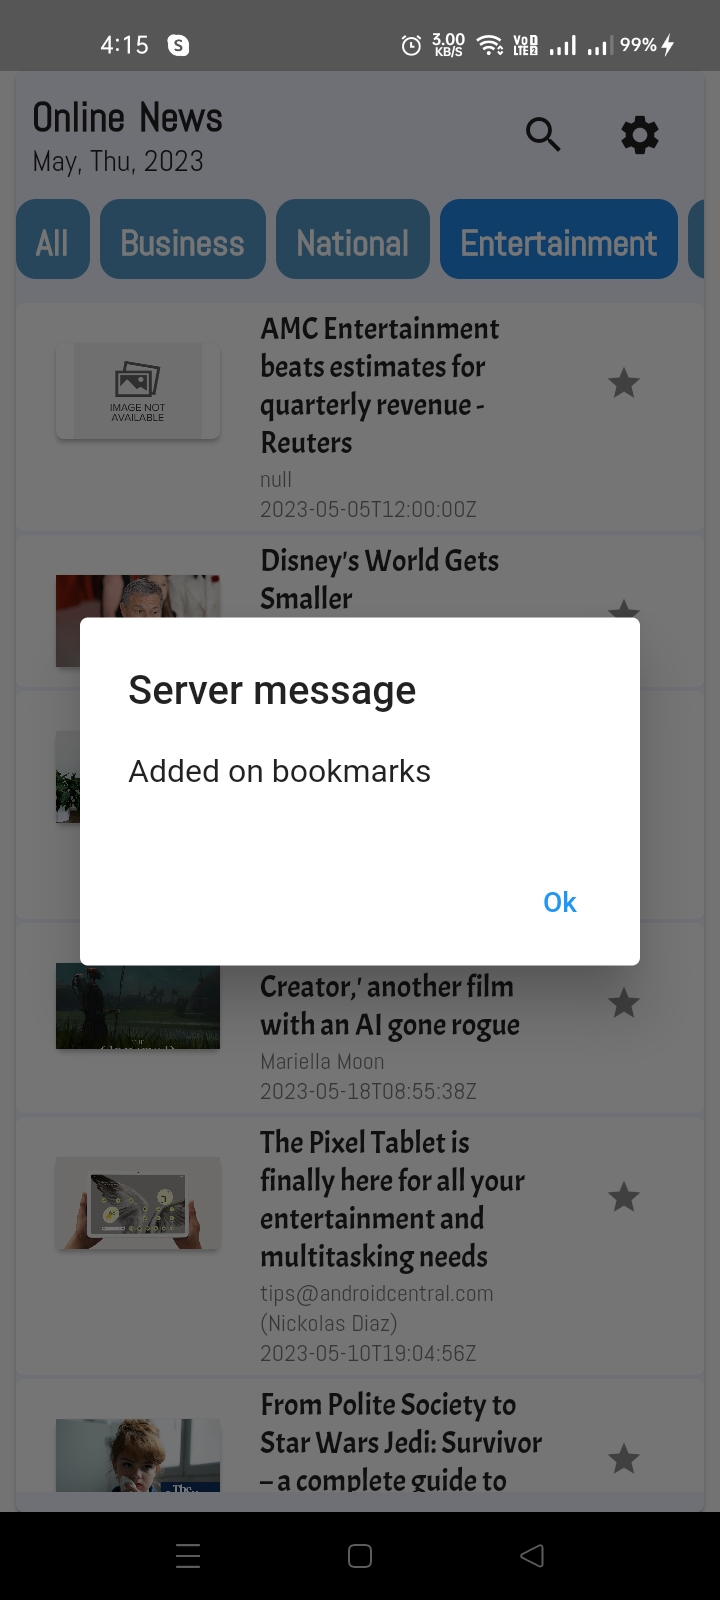 4:15
S
3.00
KB/S
Vo 1
LTE 2
99%
Online News
May, Thu, 2023
All
Business
National
Entertainment
IMAGE NOT
AVAILABLE
AMC Entertainment
beats estimates for
quarterly revenue -
Reuters
null
2023-05-05T12:00:00Z
Disney's World Gets
Smaller
Server message
Added on bookmarks
Ok
Creator,' another film
with an AI gone rogue
Mariella Moon
2023-05-18T08:55:38Z
The Pixel Tablet is
finally here for all your
entertainment and
multitasking needs
tips@androidcentral.com
(Nickolas Diaz)
2023-05-10T19:04:56Z
From Polite Society to
Star Wars Jedi: Survivor
– a complete guide to
The